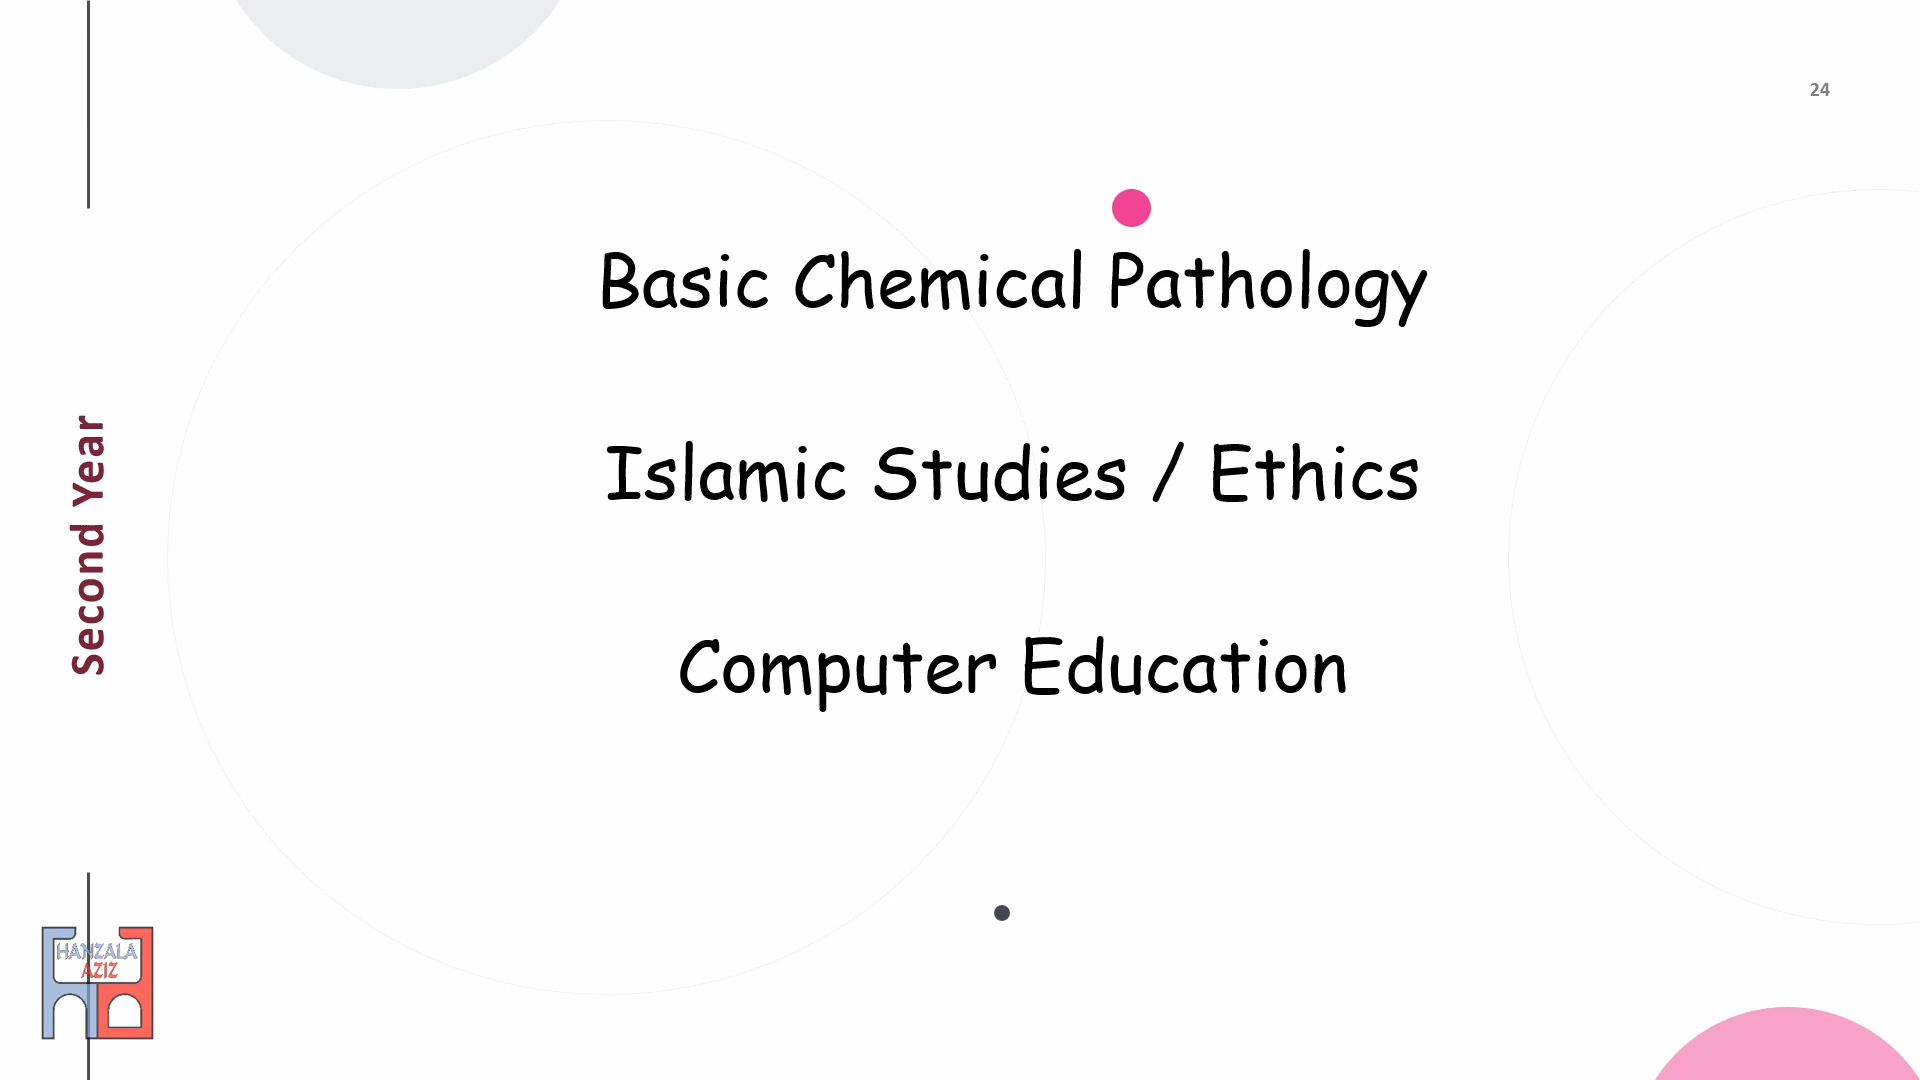 24
Basic Chemical Pathology
Islamic Studies / Ethics
Computer Education
Second Year
HANZALA
AZIZ